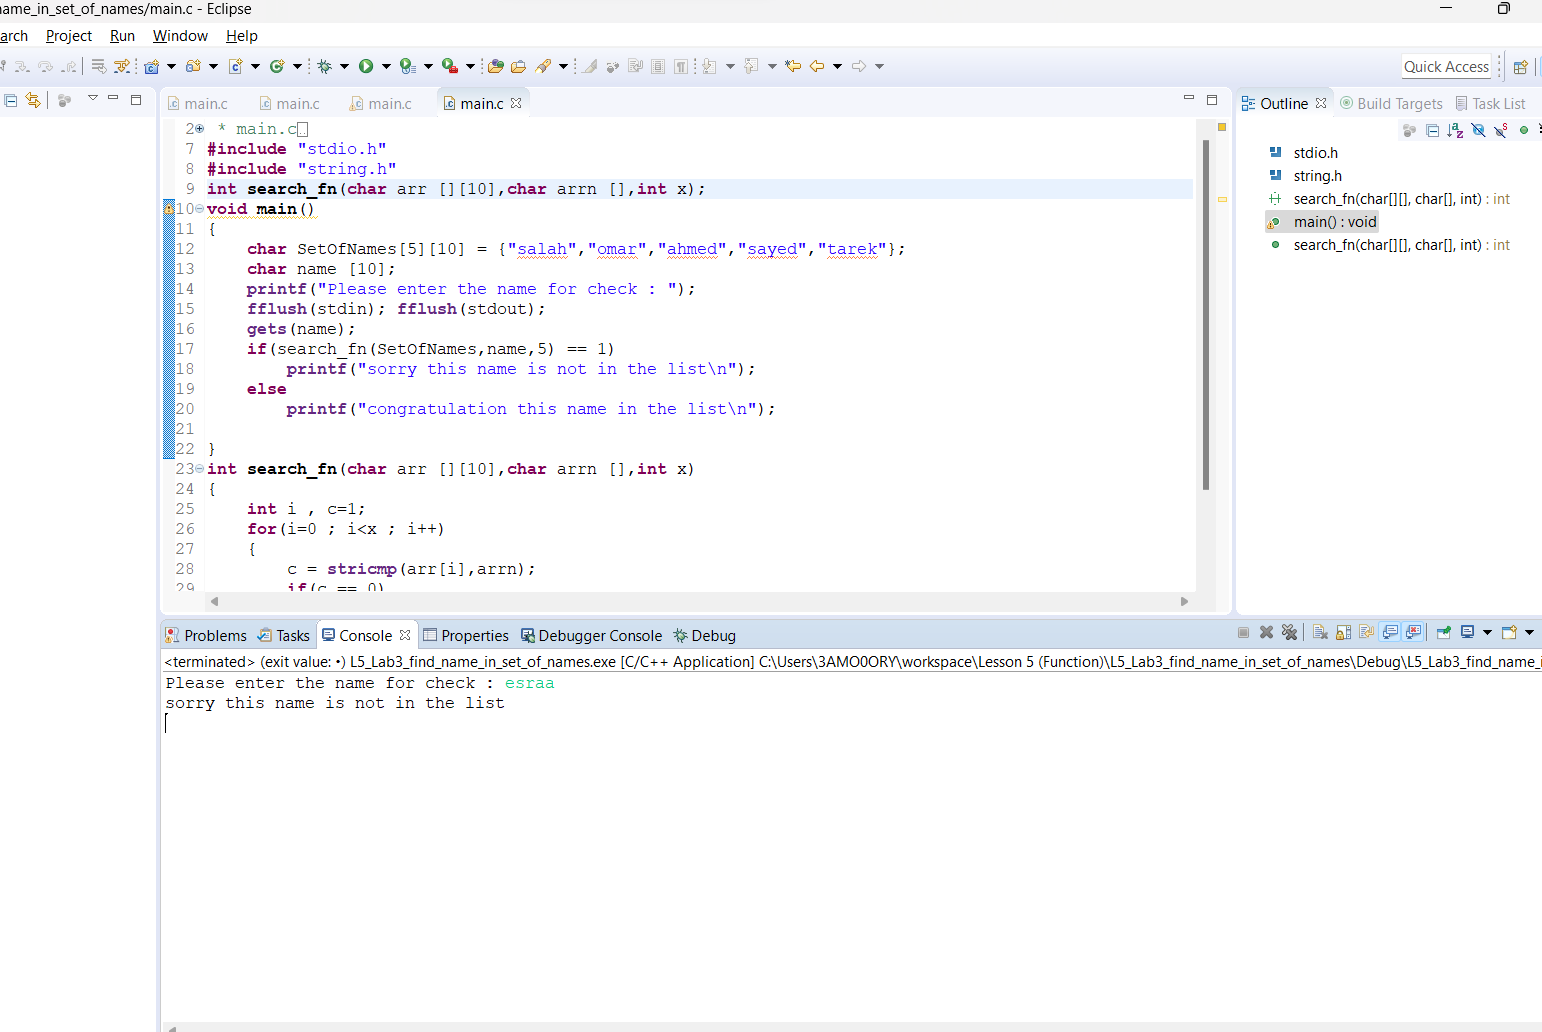 ame_in_set_of_names/main.c - Eclipse
arch Project Run Window Help
Quick Access
main.c main.c main.c main.c
Outline Build Targets Task List
2 * main.c
7 #include "stdio.h"
8 #include "string.h"
9 int search_fn(char arr [][10],char arrn [],int x);
10 void main()
11 {
12 char SetOfNames[5][10] = {"salah","omar","ahmed","sayed","tarek"};
13 char name [10];
14 printf("Please enter the name for check : ");
15 fflush(stdin); fflush(stdout);
16 gets(name);
17 if(search_fn(SetOfNames,name,5) == 1)
18 printf("sorry this name is not in the list\n");
19 else
20 printf("congratulation this name in the list\n");
21
22 }
23 int search_fn(char arr [][10],char arrn [],int x)
24 {
25 int i , c=1;
26 for(i=0 ; i<x ; i++)
27 {
28 c = stricmp(arr[i],arrn);
29 if(c == 0)
stdio.h
string.h
search_fn(char[][], char[], int) : int
main() : void
search_fn(char[][], char[], int) : int
Problems Tasks Console Properties Debugger Console Debug
<terminated> (exit value: •) L5_Lab3_find_name_in_set_of_names.exe [C/C++ Application] C:\Users\3AMO0ORY\workspace\Lesson 5 (Function)\L5_Lab3_find_name_in_set_of_names\Debug\L5_Lab3_find_name_i
Please enter the name for check : esraa
sorry this name is not in the list